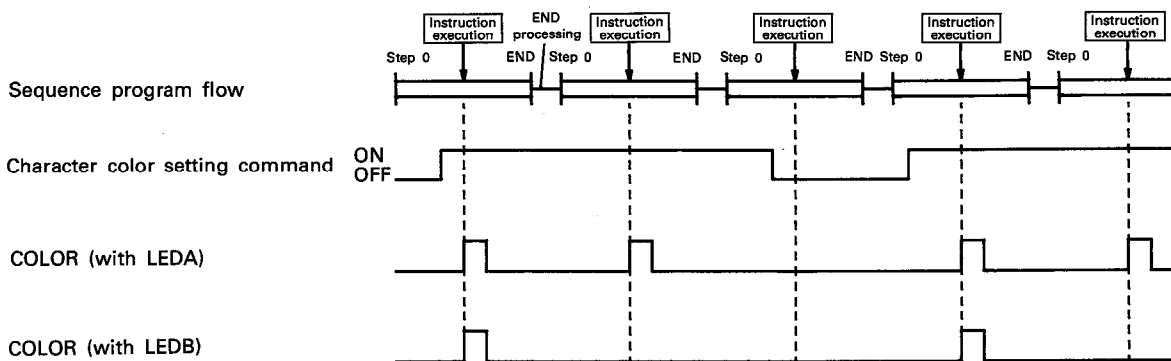 Instruction execution
END processing
Instruction execution
Instruction execution
Instruction execution
Instruction execution
Step 0
END
Step 0
END
Step 0
END
Step 0
END
Step 0
Sequence program flow
Character color setting command
ON
OFF
COLOR (with LEDA)
COLOR (with LEDB)